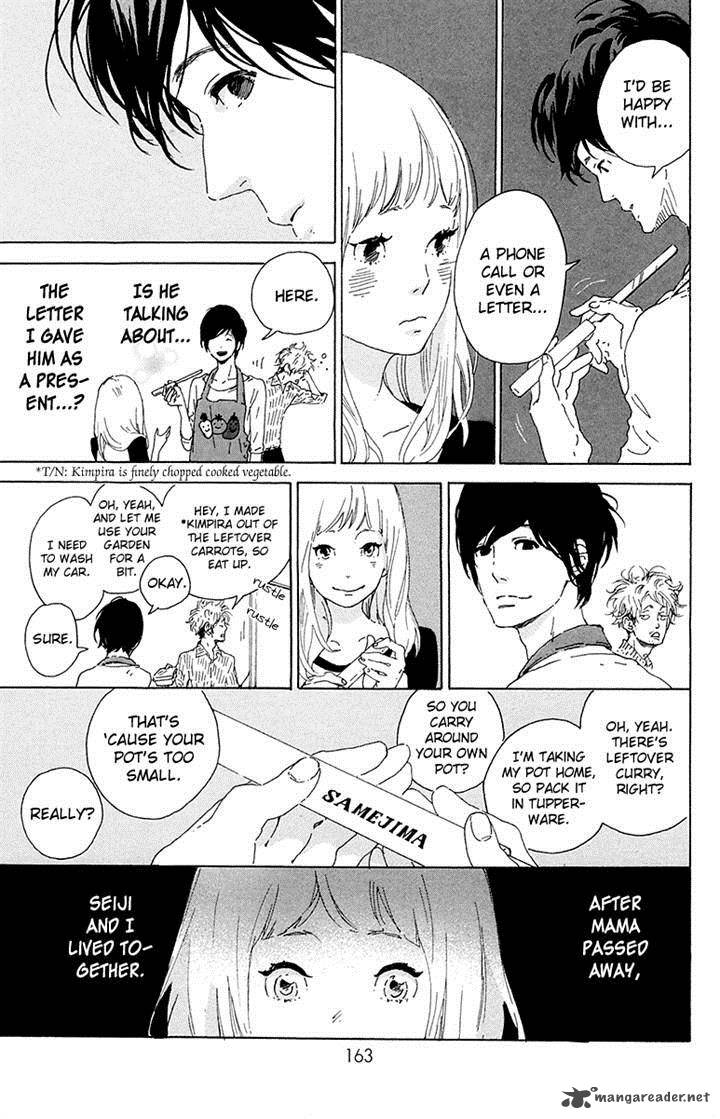 I'D BE
HAPPY
WITH...
A PHONE
CALL OR
EVEN A
LETTER...
HERE.
IS HE
TALKING
ABOUT...
THE
LETTER
I GAVE
HIM AS
A PRES-
ENT...?
*T/N: Kimpira is finely chopped cooked vegetable.
HEY, I MADE
*KIMPIRA OUT OF
THE LEFTOVER
CARROTS, SO
EAT UP.
rustle
rustle
OKAY.
OH, YEAH,
AND LET ME
USE YOUR
GARDEN
FOR A
BIT.
I NEED
TO WASH
MY CAR.
SURE.
OH, YEAH.
THERE'S
LEFTOVER
CURRY,
RIGHT?
I'M TAKING
MY POT HOME,
SO PACK IT
IN TUPPER-
WARE.
SO YOU
CARRY
AROUND
YOUR OWN
POT?
THAT'S
'CAUSE YOUR
POT'S TOO
SMALL.
REALLY?
SAMEJIMA
AFTER
MAMA
PASSED
AWAY,
SEIJI
AND I
LIVED TO-
GETHER.
163
mangareader.net